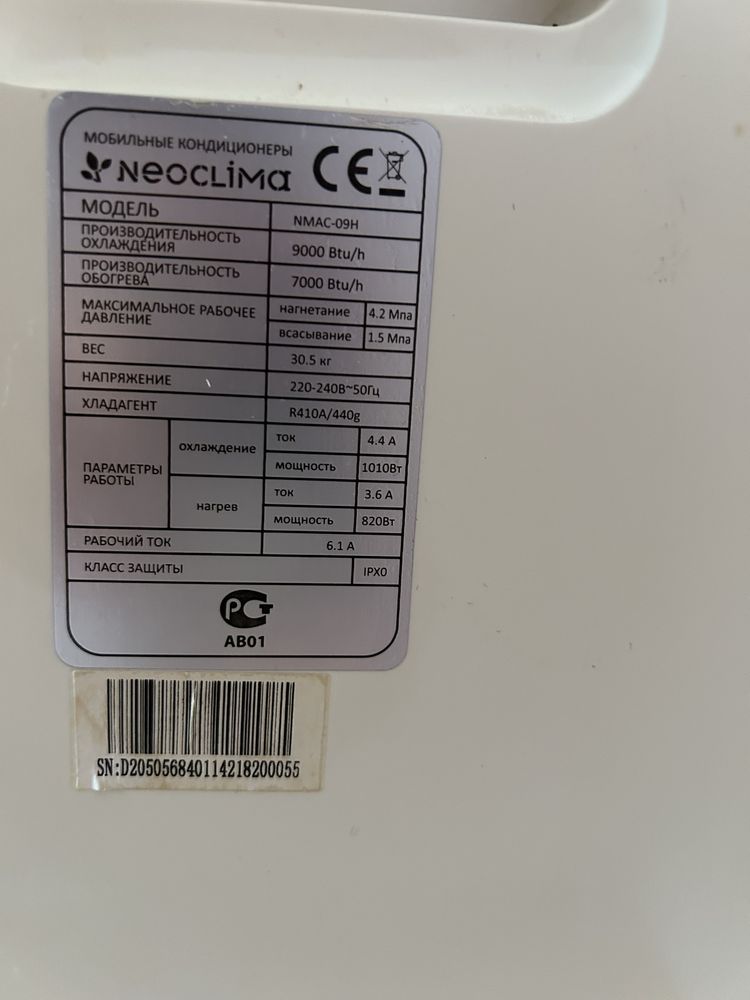 МОБИЛЬНЫЕ КОНДИЦИОНЕРЫ
NEOCLIMA CE
МОДЕЛЬ NMAC-09H
ПРОИЗВОДИТЕЛЬНОСТЬ
ОХЛАЖДЕНИЯ 9000 Btu/h
ПРОИЗВОДИТЕЛЬНОСТЬ
ОБОГРЕВА 7000 Btu/h
МАКСИМАЛЬНОЕ РАБОЧЕЕ
ДАВЛЕНИЕ
нагнетание 4.2 Mpa
всасывание 1.5 Mpa
ВЕС 30.5 кг
НАПРЯЖЕНИЕ 220-240В~50Гц
ХЛАДАГЕНТ R410A/440g
ПАРАМЕТРЫ
РАБОТЫ
охлаждение
ток 4.4 A
мощность 1010Вт
нагрев
ток 3.6 A
мощность 820Вт
РАБОЧИЙ ТОК 6.1 A
КЛАСС ЗАЩИТЫ IPX0
РСТ
АВ01
SN:D205056840114218200055